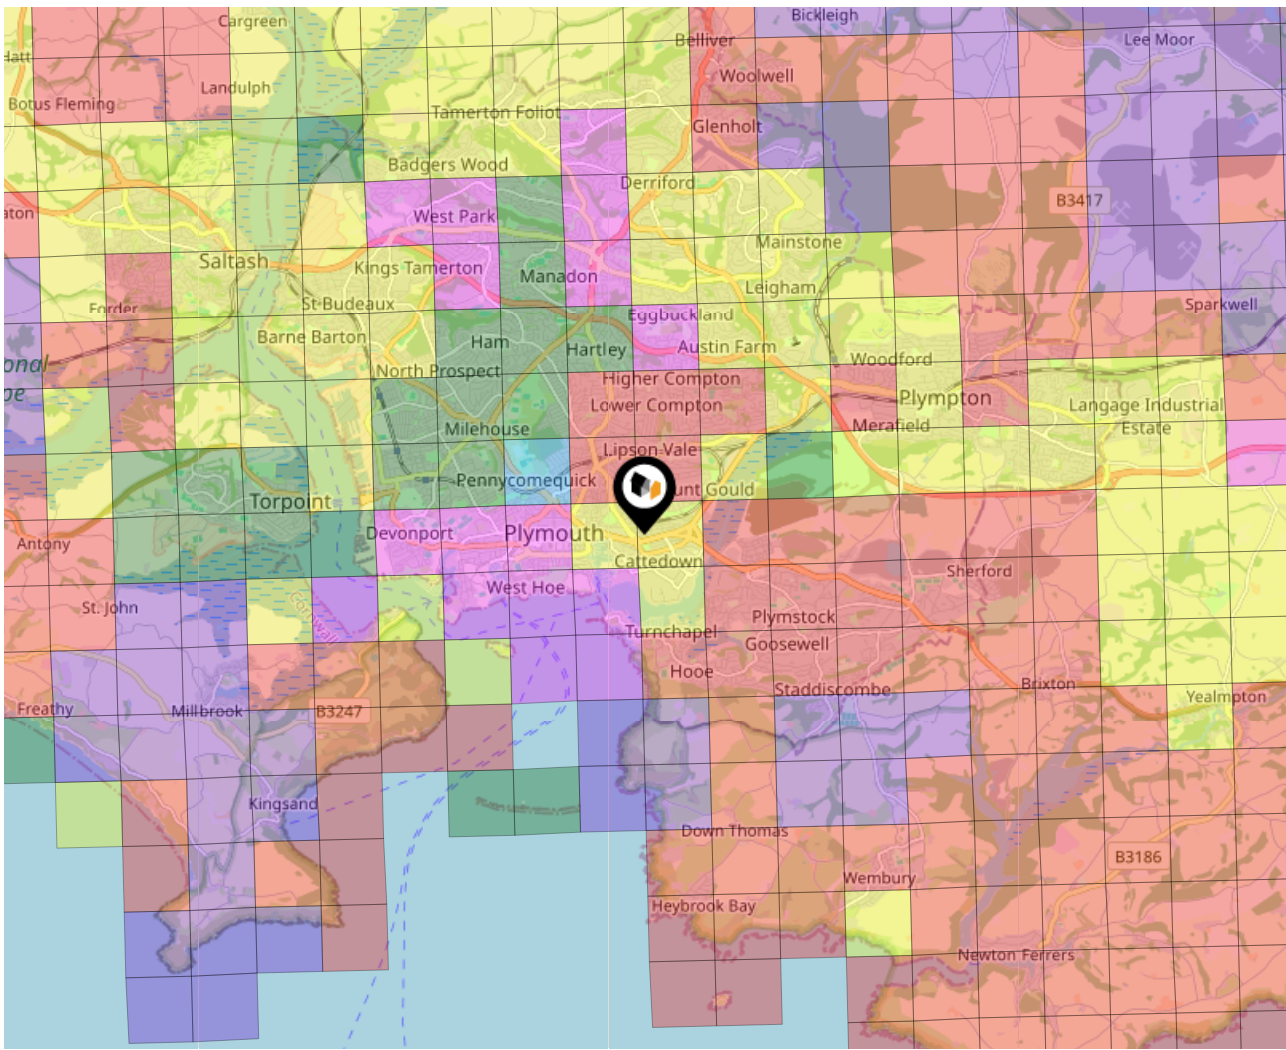 Cargreen
Bickleigh
Belliver
Lee Moor
Hatt
Woolwell
Landulph
Botus Fleming
Tamerton Foliot
Glenholt
Badgers Wood
Derriford
B3417
West Park
Mainstone
Saltash
Kings Tamerton
Manadon
Leigham
St Budeaux
Forder
Sparkwell
Eggbuckland
Barne Barton
Ham
Hartley
Austin Farm
Woodford
North Prospect
Higher Compton
Plympton
Lower Compton
Langage Industrial
Estate
Milehouse
Merafield
Lipson Vale
Pennycomequick
unt Gould
Torpoint
Devonport
Plymouth
Antony
Cattedown
Sherford
West Hoe
St. John
Cornwall
Plymstock
Turnchapel
Goosewell
Hooe
Brixton
Staddiscombe
Yealmpton
Freathy
Millbrook
B3247
Kingsand
Down Thomas
B3186
Wembury
Heybrook Bay
Newton Ferrers